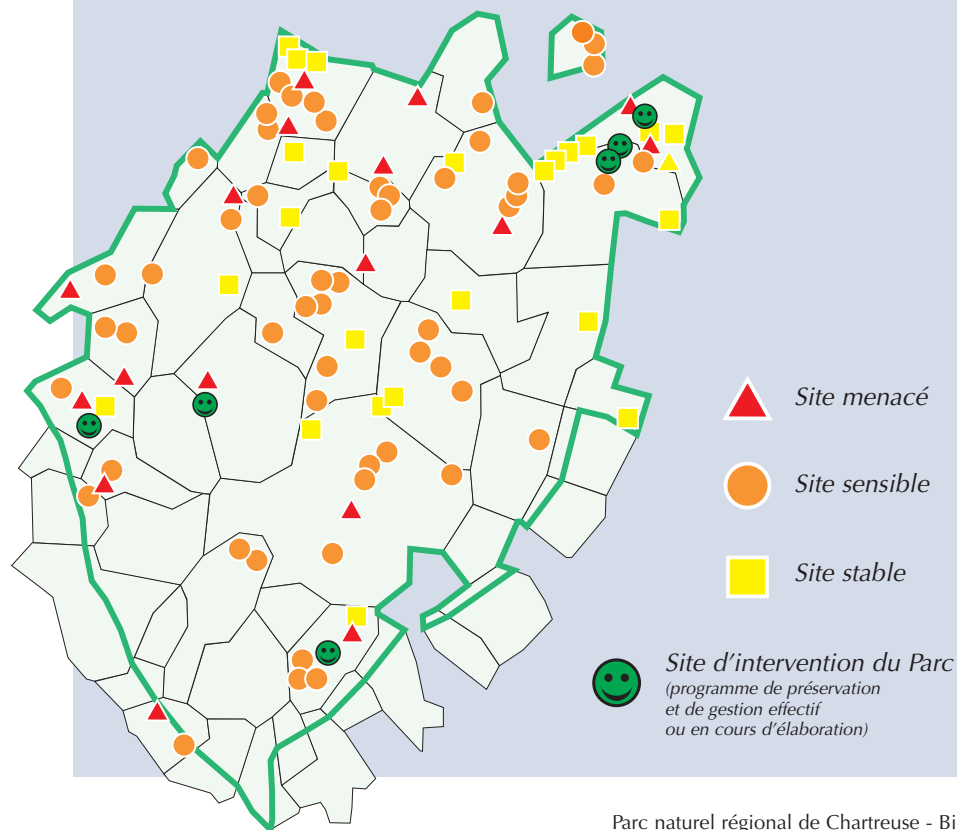 Site menacé
Site sensible
Site stable
Site d'intervention du Parc
(programme de préservation
et de gestion effectif
ou en cours d'élaboration)
Parc naturel régional de Chartreuse - Bi